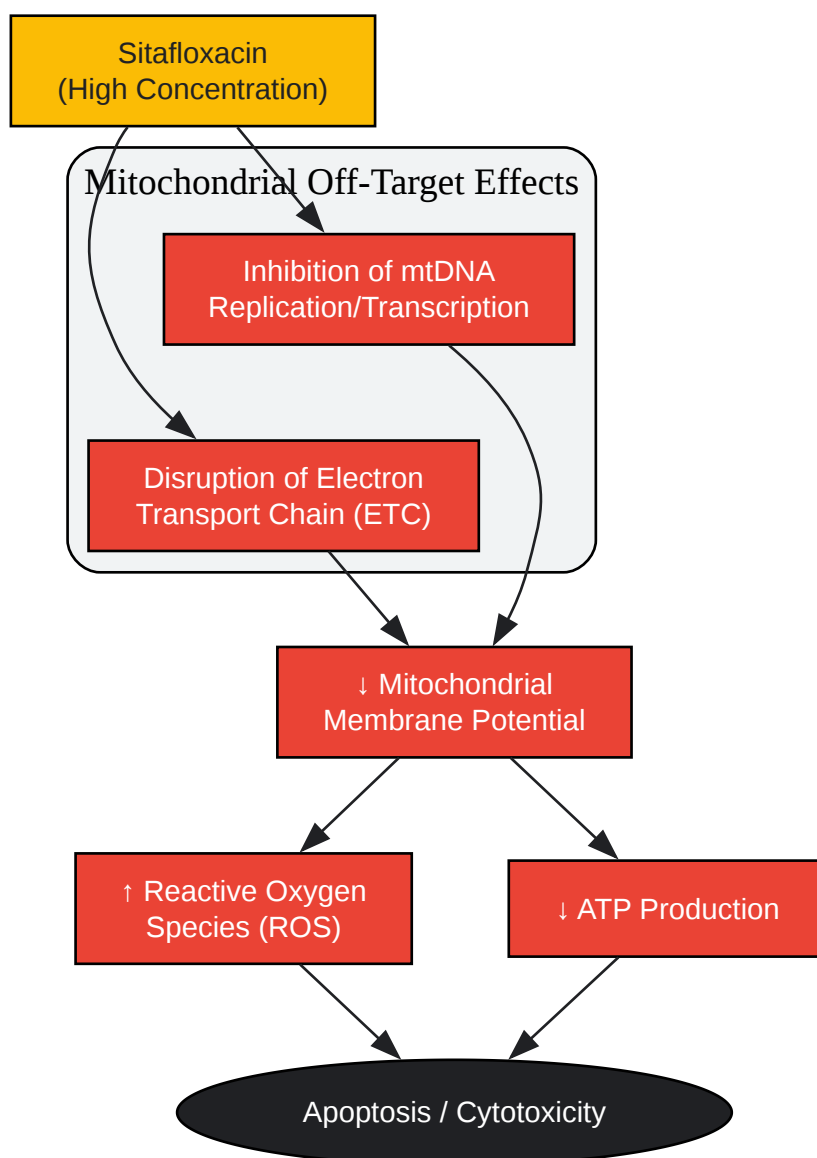 Sitafloxacin
(High Concentration)
Mitochondrial Off-Target Effects
Inhibition of mtDNA
Replication/Transcription
Disruption of Electron
Transport Chain (ETC)
↓ Mitochondrial
Membrane Potential
↑ Reactive Oxygen
Species (ROS)
↓ ATP Production
Apoptosis / Cytotoxicity